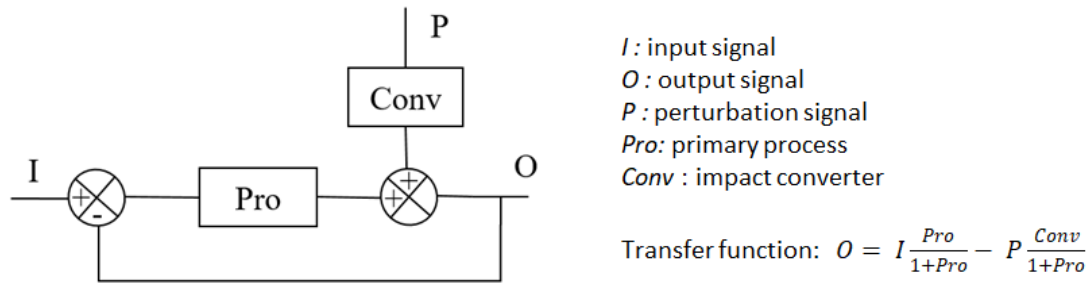 P
Conv
I
O
+
-
Pro
+
+
I : input signal
O : output signal
P : perturbation signal
Pro: primary process
Conv : impact converter
Transfer function: O = I Pro/1+Pro − P Conv/1+Pro